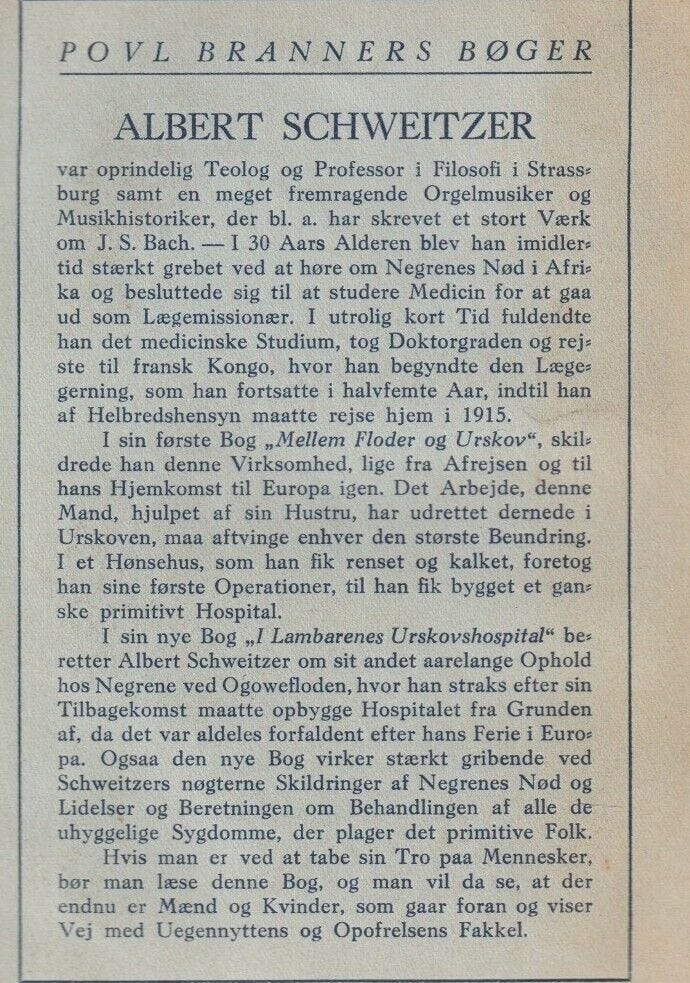 POVL BRANNERS BØGER
ALBERT SCHWEITZER
var oprindelig Teolog og Professor i Filosofi i Strass⸗
burg samt en meget fremragende Orgelmusiker og
Musikhistoriker, der bl. a. har skrevet et stort Værk
om J. S. Bach. — I 30 Aars Alderen blev han imidler⸗
tid stærkt grebet ved at høre om Negrenes Nød i Afri⸗
ka og besluttede sig til at studere Medicin for at gaa
ud som Lægemissionær. I utrolig kort Tid fuldendte
han det medicinske Studium, tog Doktorgraden og rej⸗
ste til fransk Kongo, hvor han begyndte den Læge⸗
gerning, som han fortsatte i halvfemte Aar, indtil han
af Helbredshensyn maatte rejse hjem i 1915.
I sin første Bog „Mellem Floder og Urskov“, skil⸗
drede han denne Virksomhed, lige fra Afrejsen og til
hans Hjemkomst til Europa igen. Det Arbejde, denne
Mand, hjulpet af sin Hustru, har udrettet dernede i
Urskoven, maa aftvinge enhver den største Beundring.
I et Hønsehus, som han fik renset og kalket, foretog
han sine første Operationer, til han fik bygget et gan⸗
ske primitivt Hospital.
I sin nye Bog „I Lambarenes Urskovshospital“ be⸗
retter Albert Schweitzer om sit andet aarelange Ophold
hos Negrene ved Ogowefloden, hvor han straks efter sin
Tilbagekomst maatte opbygge Hospitalet fra Grunden
af, da det var aldeles forfaldent efter hans Ferie i Euro⸗
pa. Ogsaa den nye Bog virker stærkt gribende ved
Schweitzers nøgterne Skildringer af Negrenes Nød og
Lidelser og Beretningen om Behandlingen af alle de
uhyggelige Sygdomme, der plager det primitive Folk.
Hvis man er ved at tabe sin Tro paa Mennesker,
bør man læse denne Bog, og man vil da se, at der
endnu er Mænd og Kvinder, som gaar foran og viser
Vej med Uegennyttens og Opofrelsens Fakkel.